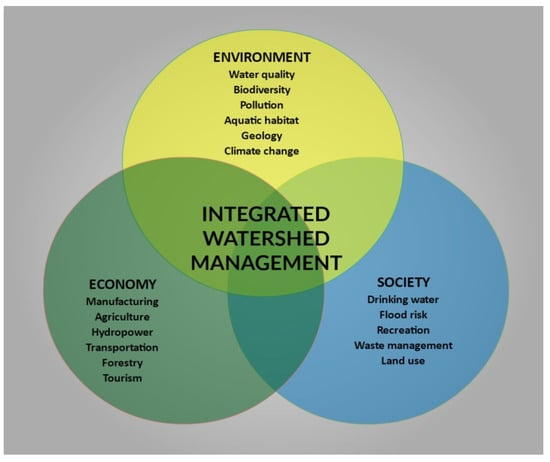 ENVIRONMENT
Water quality
Biodiversity
Pollution
Aquatic habitat
Geology
Climate change
INTEGRATED
WATERSHED
MANAGEMENT
ECONOMY
Manufacturing
Agriculture
Hydropower
Transportation
Forestry
Tourism
SOCIETY
Drinking water
Flood risk
Recreation
Waste management
Land use